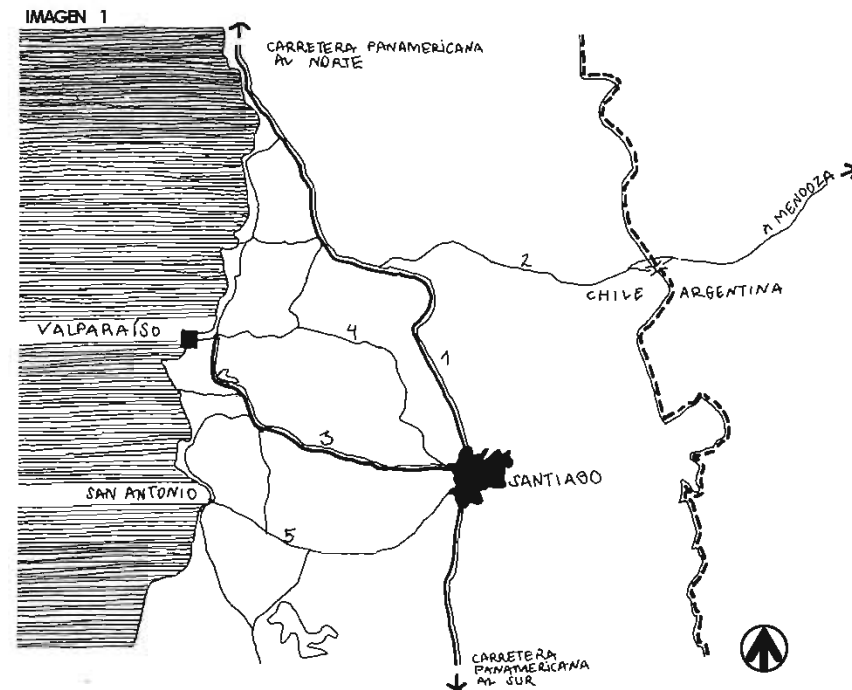 IMAGEN 1
CARRETERA PANAMERICANA
AL NORTE
A MENDOZA
2
CHILE ARGENTINA
VALPARAÍSO
4
1
3
SANTIAGO
SAN ANTONIO
5
CARRETERA
PANAMERICANA
AL SUR